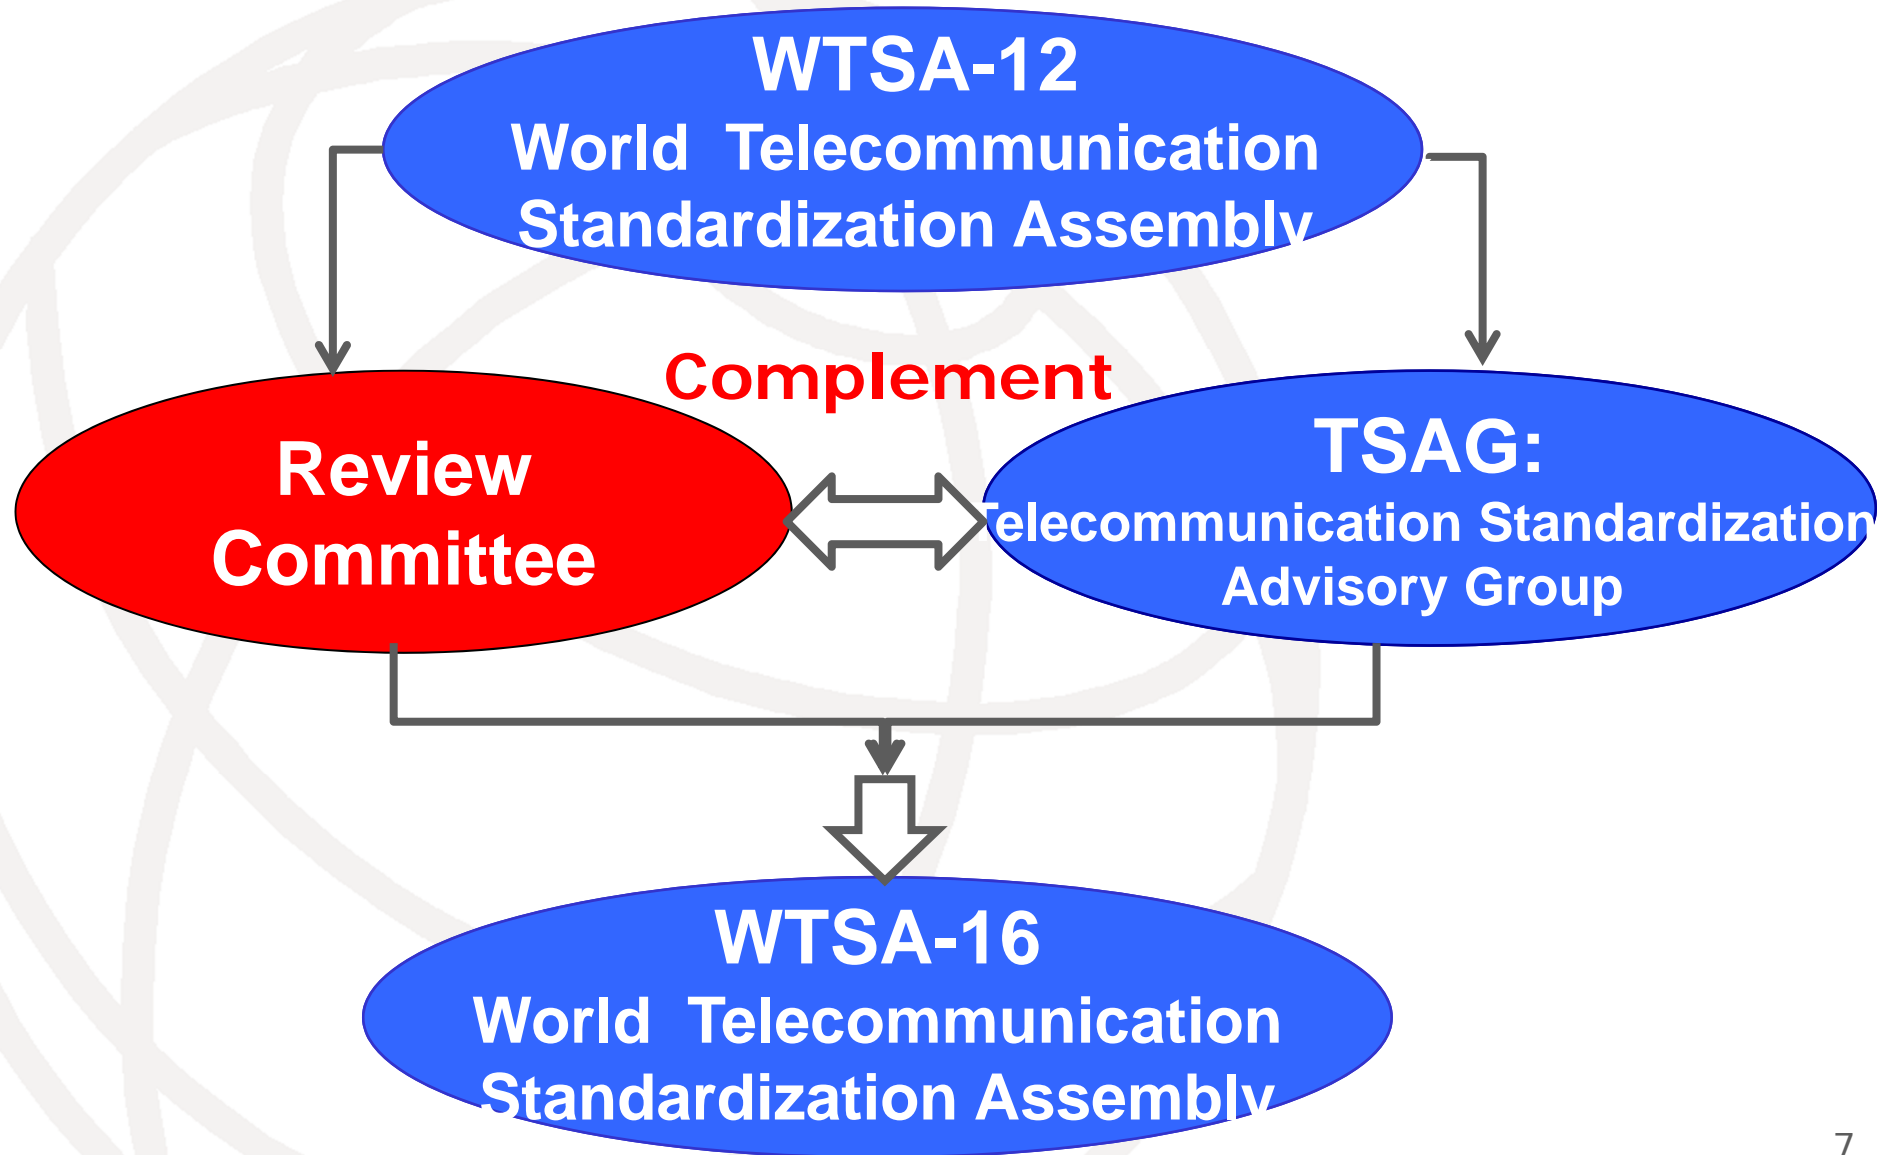 WTSA-12
World Telecommunication
Standardization Assembly
Complement
Review
Committee
TSAG:
Telecommunication Standardization
Advisory Group
WTSA-16
World Telecommunication
Standardization Assembly
7